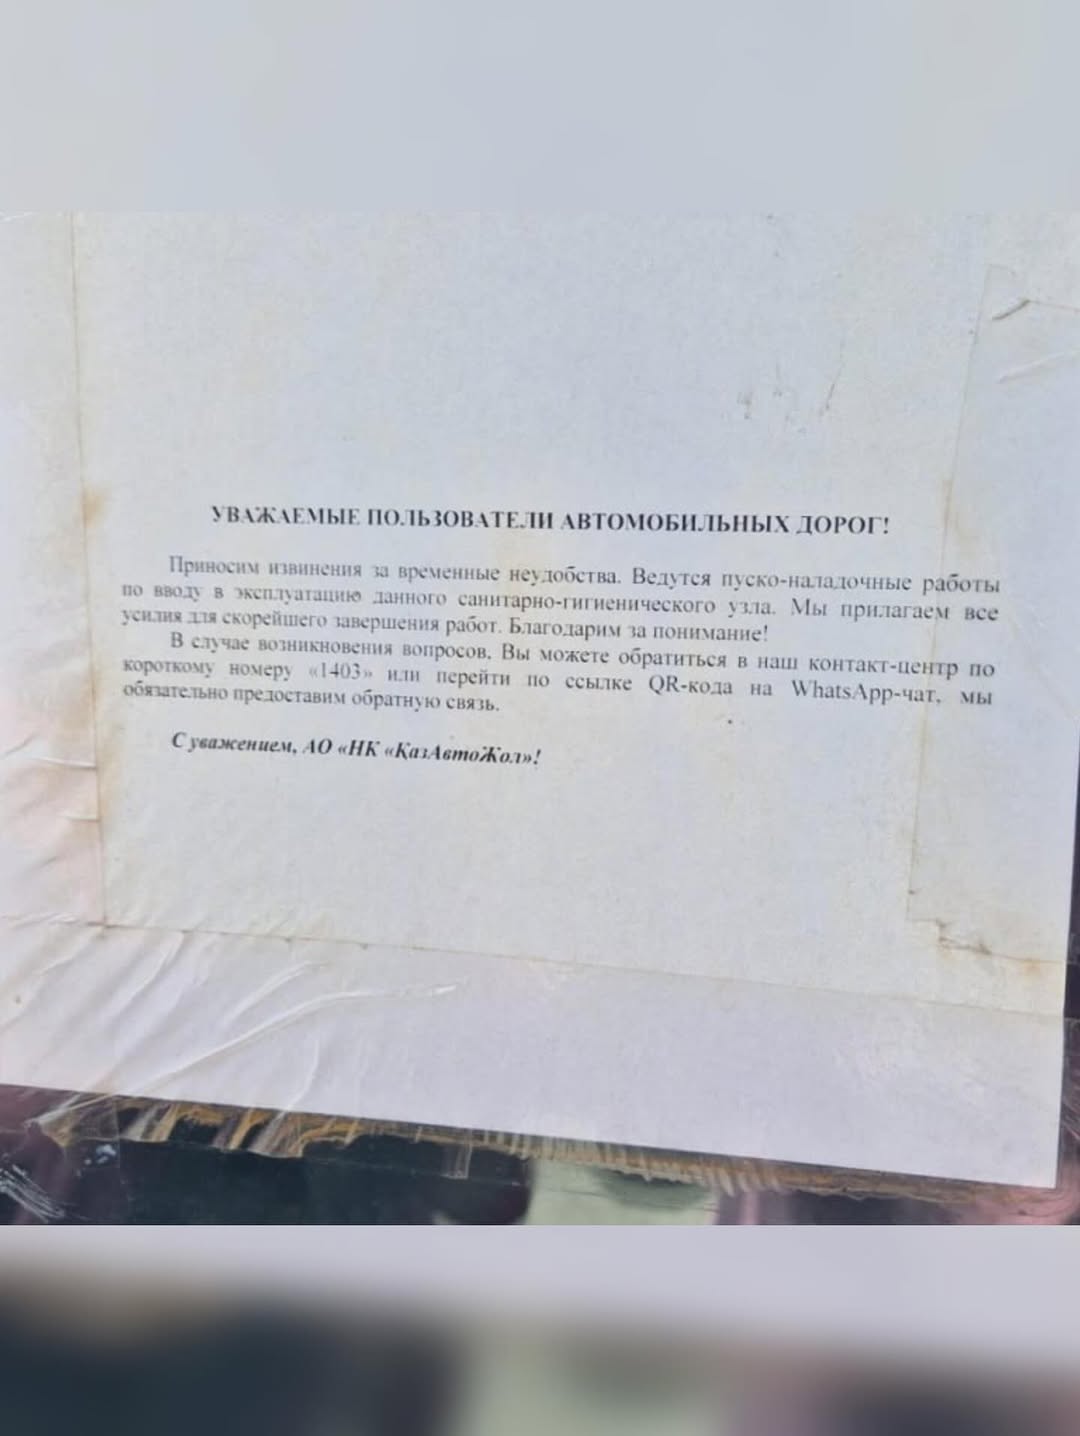 УВАЖАЕМЫЕ ПОЛЬЗОВАТЕЛИ АВТОМОБИЛЬНЫХ ДОРОГ!
Приносим извинения за временные неудобства. Ведутся пуско-наладочные работы
по вводу в эксплуатацию данного санитарно-гигиенического узла. Мы прилагаем все
усилия для скорейшего завершения работ. Благодарим за понимание!
В случае возникновения вопросов, Вы можете обратиться в наш контакт-центр по
короткому номеру «1403» или перейти по ссылке QR-кода на WhatsApp-чат, мы
обязательно предоставим обратную связь.
С уважением, АО «НК «ҚазАвтоЖол»!